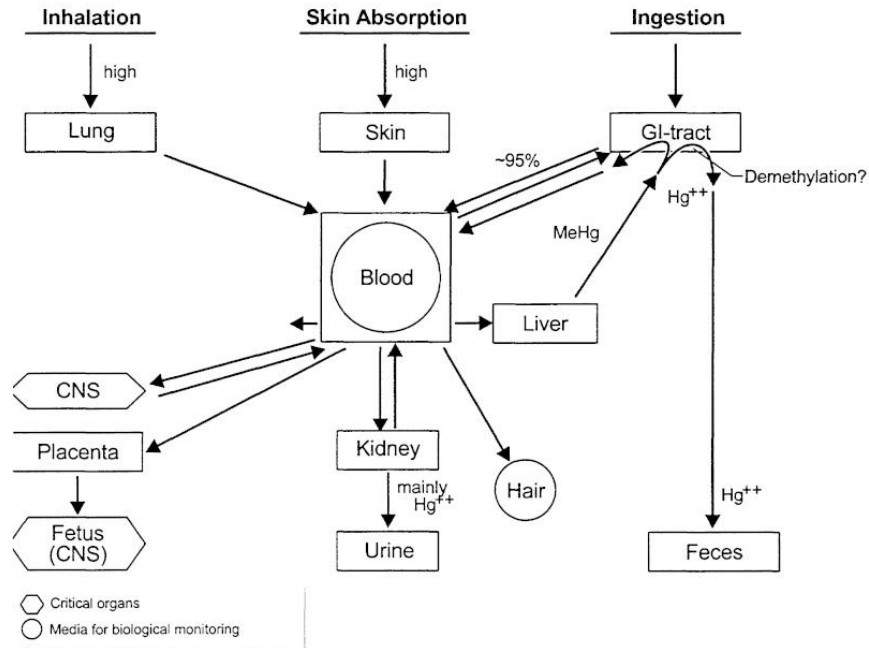 Inhalation
Skin Absorption
Ingestion
high
high
Lung
Skin
GI-tract
~95%
Demethylation?
Hg++
MeHg
Blood
Liver
CNS
Placenta
Kidney
Hair
mainly
Hg++
Hg++
Fetus
(CNS)
Urine
Feces
Critical organs
Media for biological monitoring